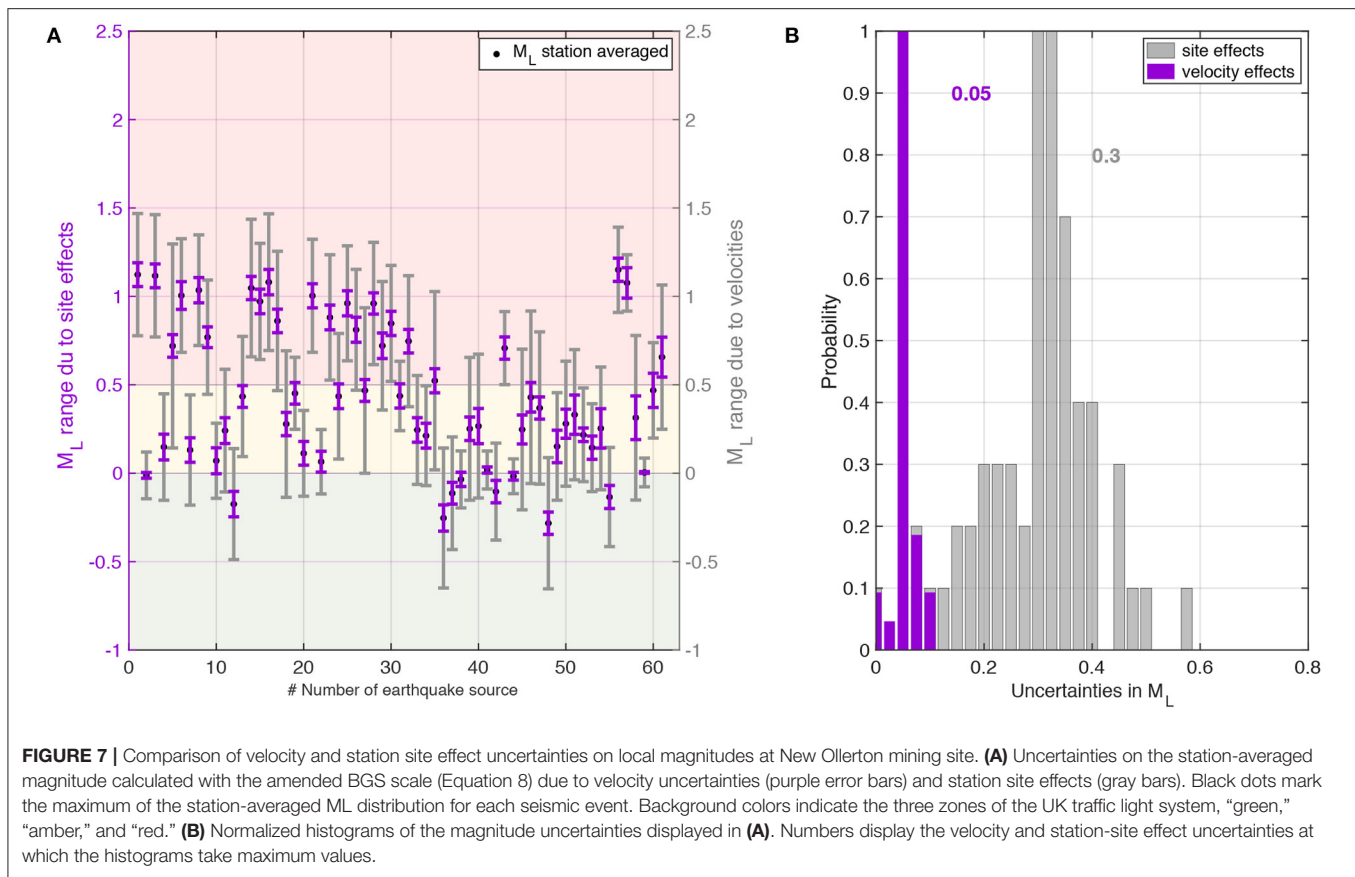 A
M_L range du to site effects
2.5
2
1.5
1
0.5
0
-0.5
-1
M_L station averaged
2.5
2
1.5
1
0.5
0
-0.5
-1
M_L range due to velocities
0 10 20 30 40 50 60
# Number of earthquake source
B
Probability
1
0.9
0.8
0.7
0.6
0.5
0.4
0.3
0.2
0.1
0
site effects
velocity effects
0.05
0.3
0 0.2 0.4 0.6 0.8
Uncertainties in M_L
FIGURE 7 | Comparison of velocity and station site effect uncertainties on local magnitudes at New Ollerton mining site. (A) Uncertainties on the station-averaged
magnitude calculated with the amended BGS scale (Equation 8) due to velocity uncertainties (purple error bars) and station site effects (gray bars). Black dots mark
the maximum of the station-averaged ML distribution for each seismic event. Background colors indicate the three zones of the UK traffic light system, “green,”
“amber,” and “red.” (B) Normalized histograms of the magnitude uncertainties displayed in (A). Numbers display the velocity and station-site effect uncertainties at
which the histograms take maximum values.